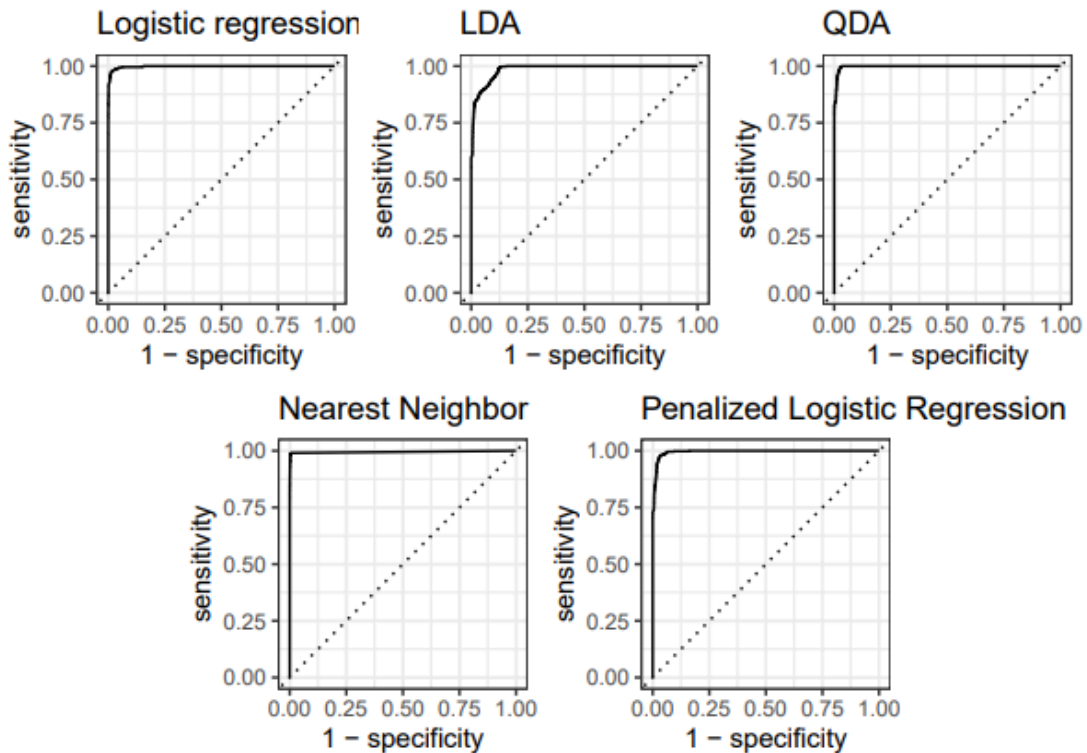 Logistic regression
LDA
QDA
1.00
0.75
0.50
0.25
0.00
sensitivity
0.00 0.25 0.50 0.75 1.00
1 − specificity
1.00
0.75
0.50
0.25
0.00
sensitivity
0.00 0.25 0.50 0.75 1.00
1 − specificity
1.00
0.75
0.50
0.25
0.00
sensitivity
0.00 0.25 0.50 0.75 1.00
1 − specificity
Nearest Neighbor
Penalized Logistic Regression
1.00
0.75
0.50
0.25
0.00
sensitivity
0.00 0.25 0.50 0.75 1.00
1 − specificity
1.00
0.75
0.50
0.25
0.00
sensitivity
0.00 0.25 0.50 0.75 1.00
1 − specificity